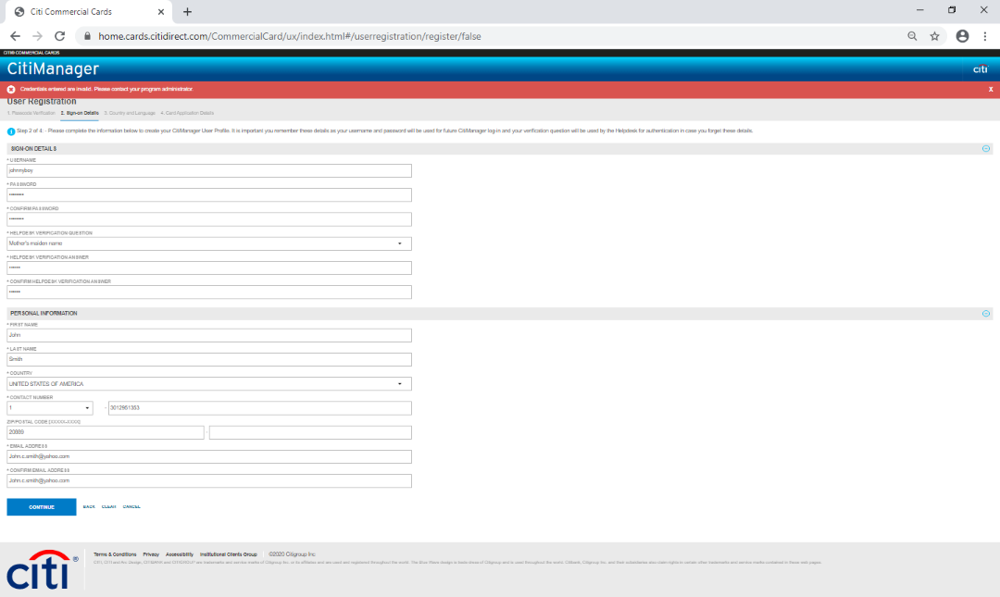 Citi Commercial Cards
home.cards.citidirect.com/CommercialCard/ux/index.html#/userregistration/register/false
CITI® COMMERCIAL CARDS
CitiManager
citi
Credentials entered are invalid. Please contact your program administrator.
X
User Registration
1. Passcode Verification 2. Sign-on Details 3. Country and Language 4. Card Application Details
Step 2 of 4: - Please complete the information below to create your CitiManager User Profile. It is important you remember these details as your username and password will be used for future CitiManager log-in and your verification question will be used by the Helpdesk for authentication in case you forget these details.
SIGN-ON DETAILS
* USERNAME
johnnyboy
* PASSWORD
* CONFIRM PASSWORD
* HELPDESK VERIFICATION QUESTION
Mother's maiden name
* HELPDESK VERIFICATION ANSWER
* CONFIRM HELPDESK VERIFICATION ANSWER
PERSONAL INFORMATION
* FIRST NAME
John
* LAST NAME
Smith
* COUNTRY
UNITED STATES OF AMERICA
* CONTACT NUMBER
1 - 3012951353
ZIP/POSTAL CODE [XXXXX-XXXX]
20889 -
* EMAIL ADDRESS
John.c.smith@yahoo.com
* CONFIRM EMAIL ADDRESS
John.c.smith@yahoo.com
CONTINUE BACK CLEAR CANCEL
citi®
Terms & Conditions Privacy Accessibility Institutional Clients Group ©2020 Citigroup Inc